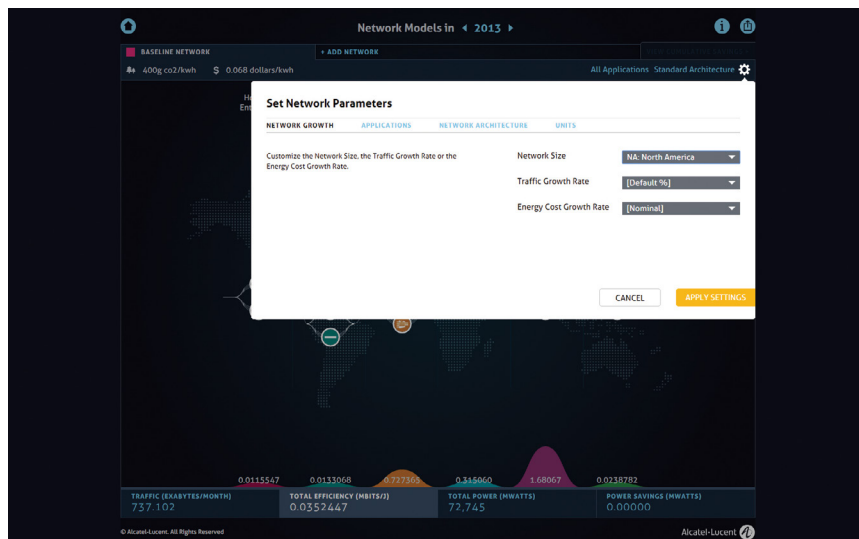 Network Models in 2013
BASELINE NETWORK
+ ADD NETWORK
400g co2/kwh $ 0.068 dollars/kwh
All Applications Standard Architecture
Set Network Parameters
NETWORK GROWTH APPLICATIONS NETWORK ARCHITECTURE UNITS
Customize the Network Size, the Traffic Growth Rate or the
Energy Cost Growth Rate.
Network Size NA: North America
Traffic Growth Rate [Default %]
Energy Cost Growth Rate [Nominal]
CANCEL APPLY SETTINGS
0.0115547 0.0133068 0.727365 0.315060 1.68067 0.0238782
TRAFFIC (EXABYTES/MONTH) TOTAL EFFICIENCY (MBITS/J) TOTAL POWER (MWATTS) POWER SAVINGS (MWATTS)
737.102 0.0352447 72,745 0.00000
© Alcatel-Lucent. All Rights Reserved
Alcatel-Lucent